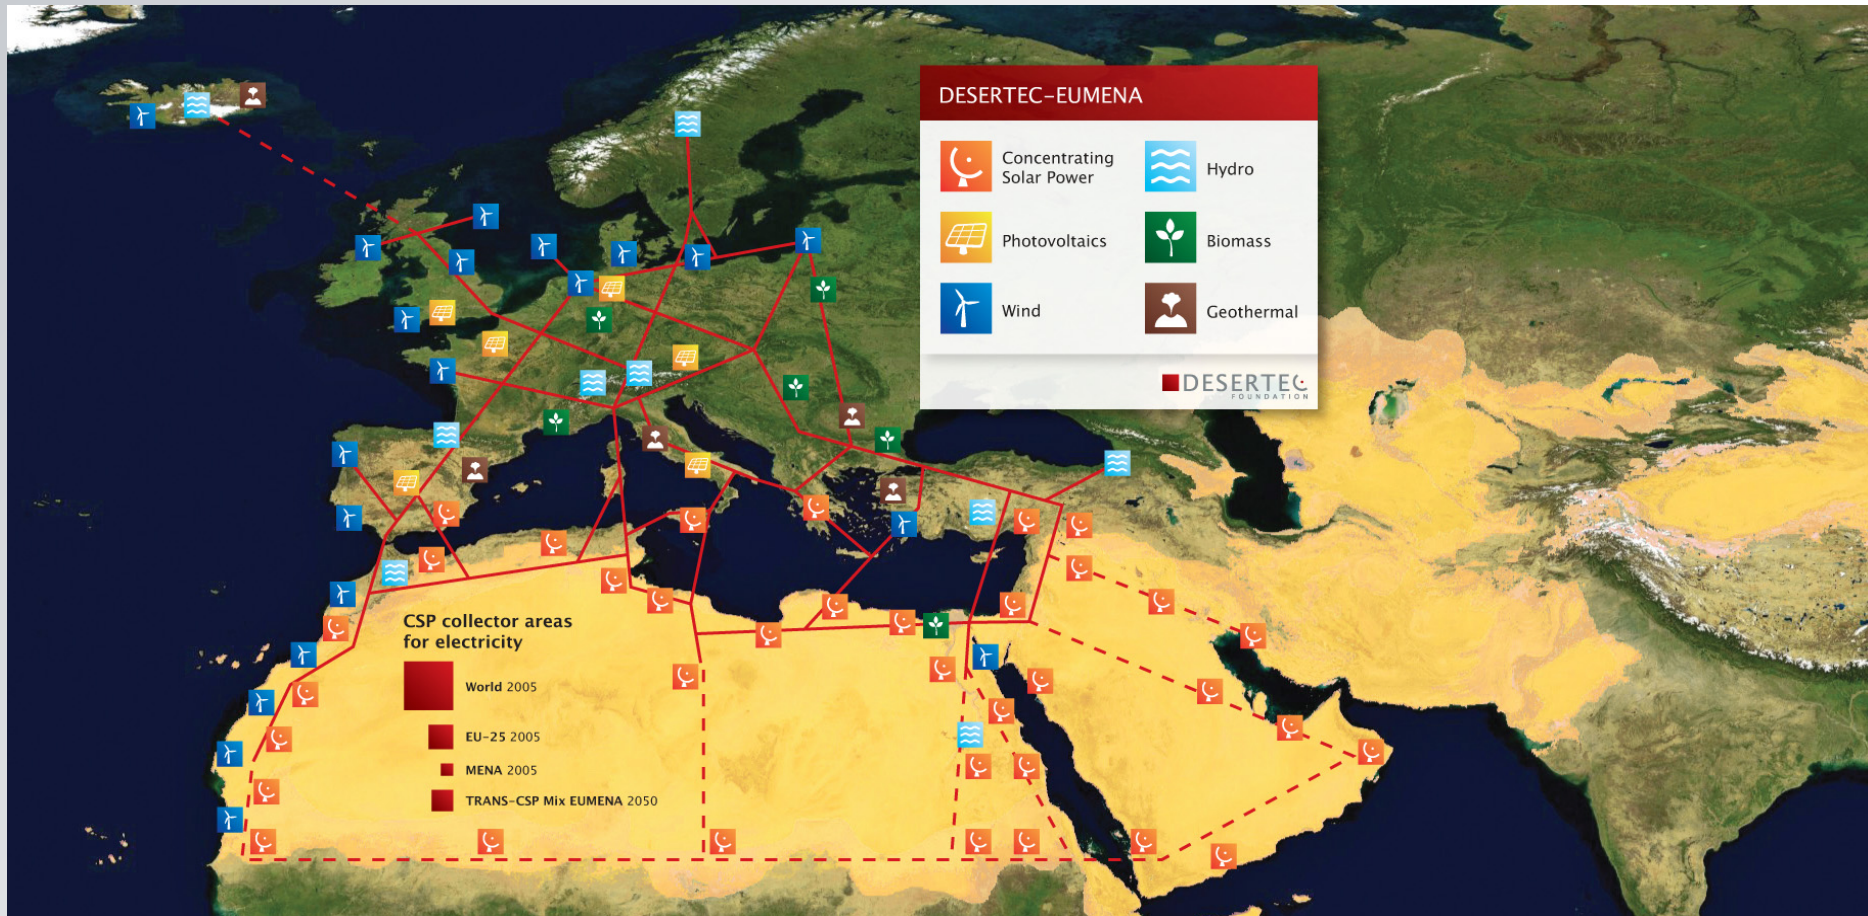 DESERTEC-EUMENA
Concentrating
Solar Power
Hydro
Photovoltaics
Biomass
Wind
Geothermal
DESERTEC
FOUNDATION
CSP collector areas
for electricity
World 2005
EU-25 2005
MENA 2005
TRANS-CSP Mix EUMENA 2050